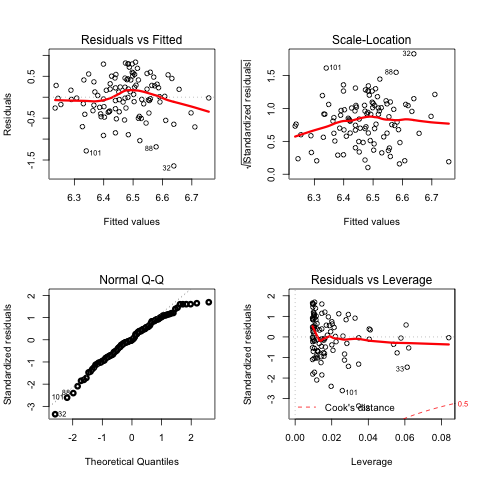 Residuals vs Fitted
Residuals
0.5
-0.5
-1.5
101
88
32
6.3 6.4 6.5 6.6 6.7
Fitted values
Scale-Location
√|Standardized residuals|
1.5
1.0
0.5
0.0
32
88
101
6.3 6.4 6.5 6.6 6.7
Fitted values
Normal Q-Q
Standardized residuals
2
1
0
-1
-2
-3
88
101
32
-2 -1 0 1 2
Theoretical Quantiles
Residuals vs Leverage
Standardized residuals
2
1
0
-1
-2
-3
33
101
Cook's distance
0.5
0.00 0.02 0.04 0.06 0.08
Leverage